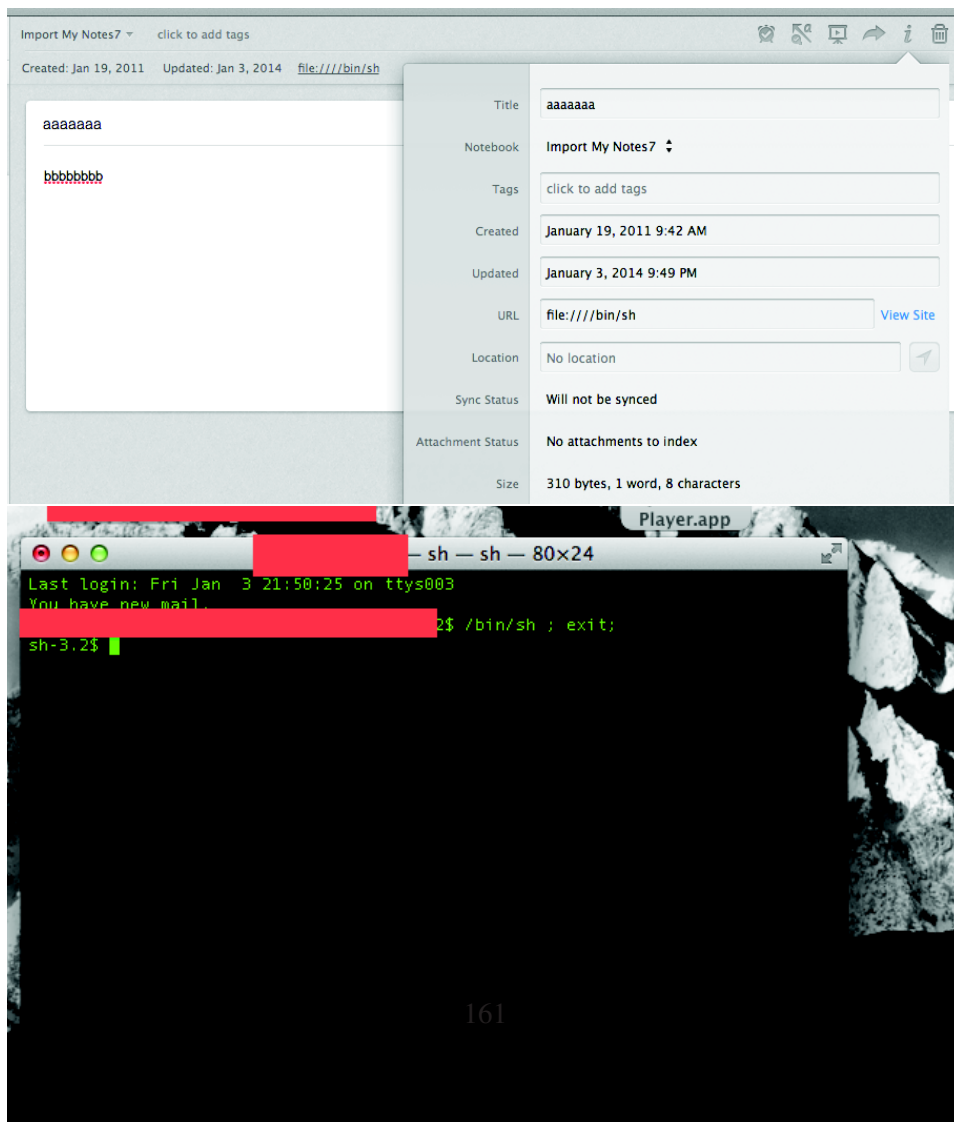 Import My Notes7 click to add tags
Created: Jan 19, 2011 Updated: Jan 3, 2014 file:////bin/sh
aaaaaaa
bbbbbbbb
Title aaaaaaa
Notebook Import My Notes7
Tags click to add tags
Created January 19, 2011 9:42 AM
Updated January 3, 2014 9:49 PM
URL file:////bin/sh View Site
Location No location
Sync Status Will not be synced
Attachment Status No attachments to index
Size 310 bytes, 1 word, 8 characters
Player.app
— sh — sh — 80×24
Last login: Fri Jan  3 21:50:25 on ttys003
You have new mail.
2$ /bin/sh ; exit;
sh-3.2$
161